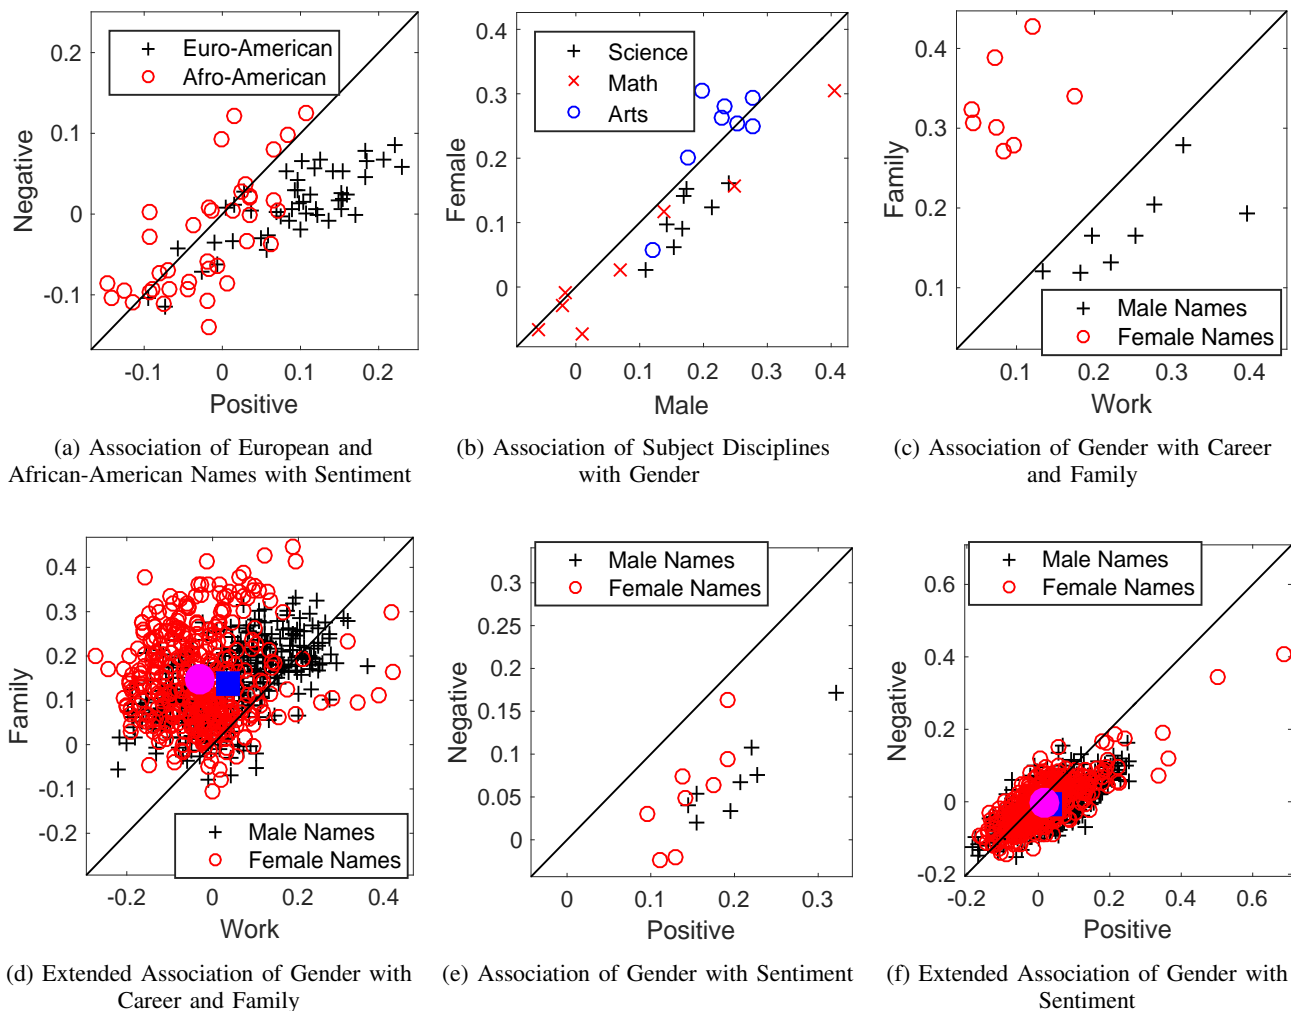 0.2
0.1
0
-0.1
Negative
Euro-American
Afro-American
-0.1 0 0.1 0.2
Positive
(a) Association of European and
African-American Names with Sentiment
0.4
0.3
0.2
0.1
0
Female
Science
Math
Arts
0 0.1 0.2 0.3 0.4
Male
(b) Association of Subject Disciplines
with Gender
0.4
0.3
0.2
0.1
Family
Male Names
Female Names
0.1 0.2 0.3 0.4
Work
(c) Association of Gender with Career
and Family
0.4
0.3
0.2
0.1
0
-0.1
-0.2
Family
Male Names
Female Names
-0.2 0 0.2 0.4
Work
(d) Extended Association of Gender with
Career and Family
Male Names
Female Names
0.3
0.25
0.2
0.15
0.1
0.05
0
Negative
0 0.1 0.2 0.3
Positive
(e) Association of Gender with Sentiment
Male Names
Female Names
0.6
0.4
0.2
0
-0.2
Negative
-0.2 0 0.2 0.4 0.6
Positive
(f) Extended Association of Gender with
Sentiment